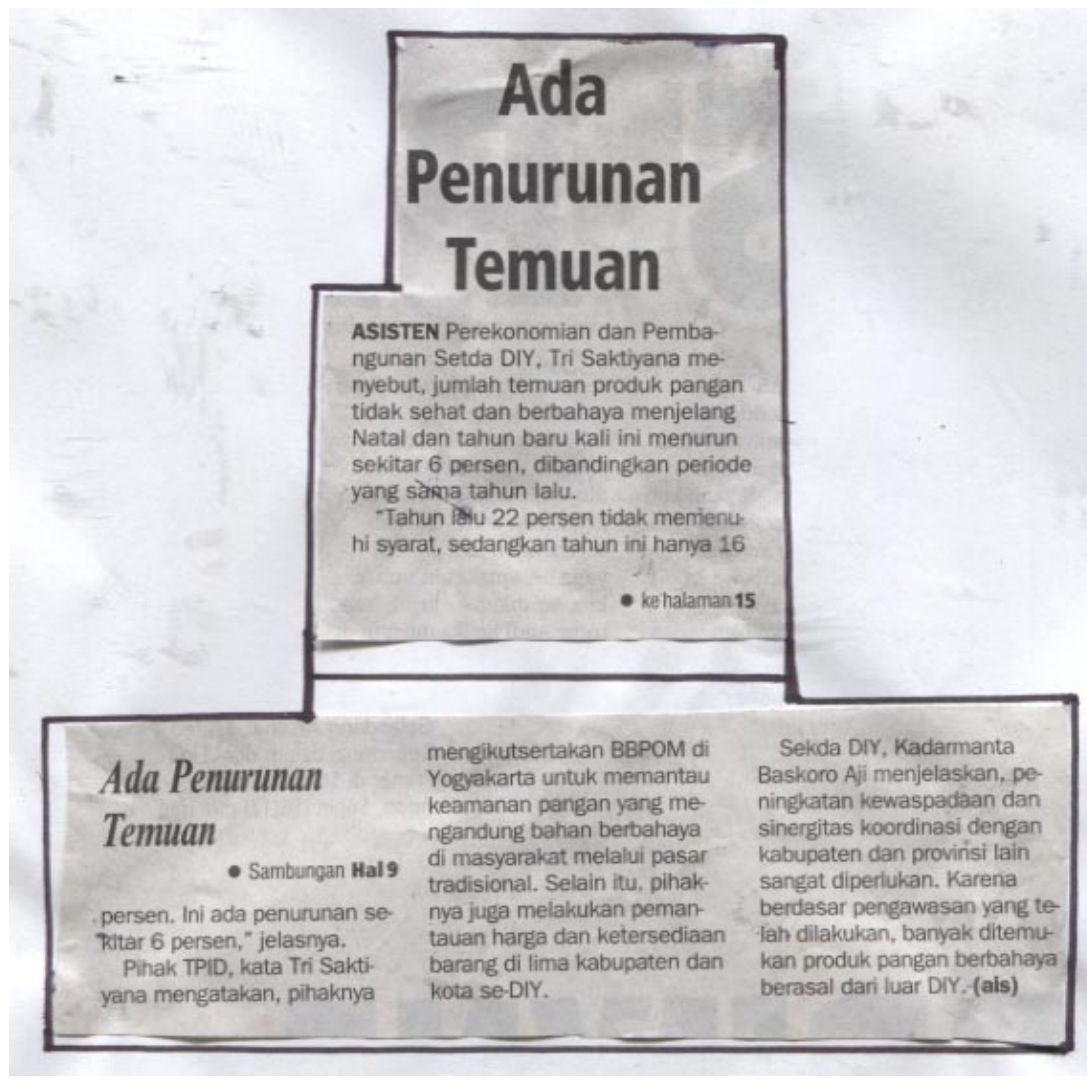 Ada
Penurunan
Temuan
ASISTEN Perekonomian dan Pemba-
ngunan Setda DIY, Tri Saktiyana me-
nyebut, jumlah temuan produk pangan
tidak sehat dan berbahaya menjelang
Natal dan tahun baru kali ini menurun
sekitar 6 persen, dibandingkan periode
yang sama tahun lalu.
"Tahun lalu 22 persen tidak memenu-
hi syarat, sedangkan tahun ini hanya 16
● ke halaman 15
Ada Penurunan
Temuan
● Sambungan Hal 9
persen. Ini ada penurunan se-
kitar 6 persen," jelasnya.
Pihak TPID, kata Tri Sakti-
yana mengatakan, pihaknya
mengikutsertakan BBPOM di
Yogyakarta untuk memantau
keamanan pangan yang me-
ngandung bahan berbahaya
di masyarakat melalui pasar
tradisional. Selain itu, pihak-
nya juga melakukan peman-
tauan harga dan ketersediaan
barang di lima kabupaten dan
kota se-DIY.
Sekda DIY, Kadarmanta
Baskoro Aji menjelaskan, pe-
ningkatan kewaspadaan dan
sinergitas koordinasi dengan
kabupaten dan provinsi lain
sangat diperlukan. Karena
berdasar pengawasan yang te-
lah dilakukan, banyak ditemu-
kan produk pangan berbahaya
berasal dari luar DIY. (ais)